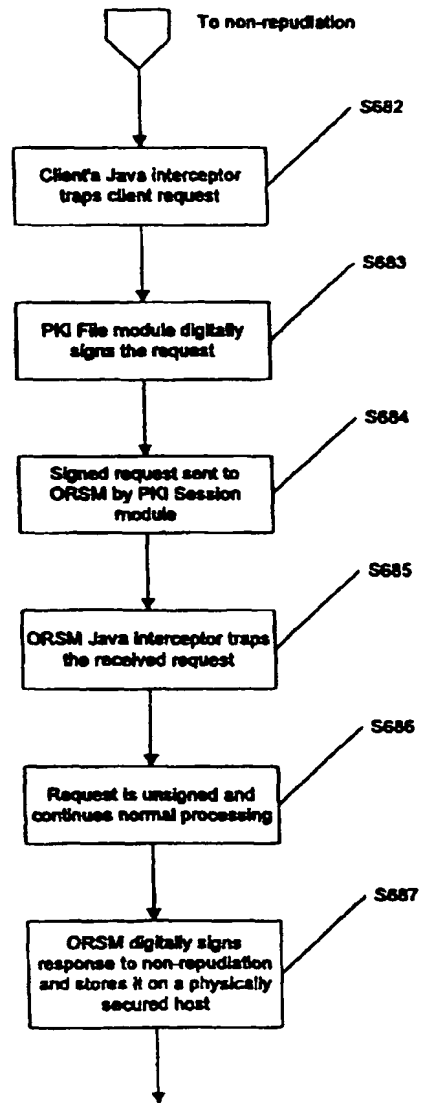 To non-repudiation
S682
Client's Java interceptor
traps client request
S683
PKI File module digitally
signs the request
S684
Signed request sent to
ORSM by PKI Session
module
S685
ORSM Java interceptor traps
the received request
S686
Request is unsigned and
continues normal processing
S687
ORSM digitally signs
response to non-repudiation
and stores it on a physically
secured host